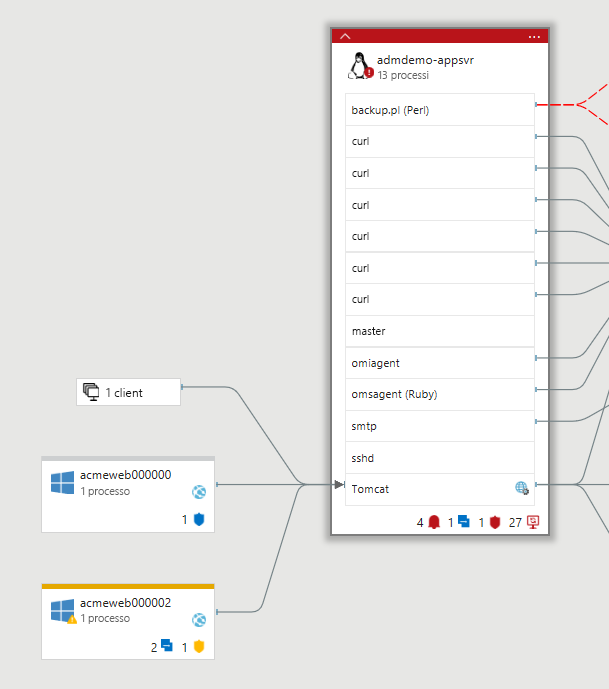 admdemo-appsvr
13 processi
backup.pl (Perl)
curl
curl
curl
curl
curl
curl
master
omiagent
omsagent (Ruby)
smtp
sshd
Tomcat
4 1 1 27
1 client
acmeweb000000
1 processo
1
acmeweb000002
1 processo
2 1